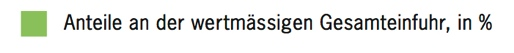 Anteile an der wertmässigen Gesamteinfuhr, in %